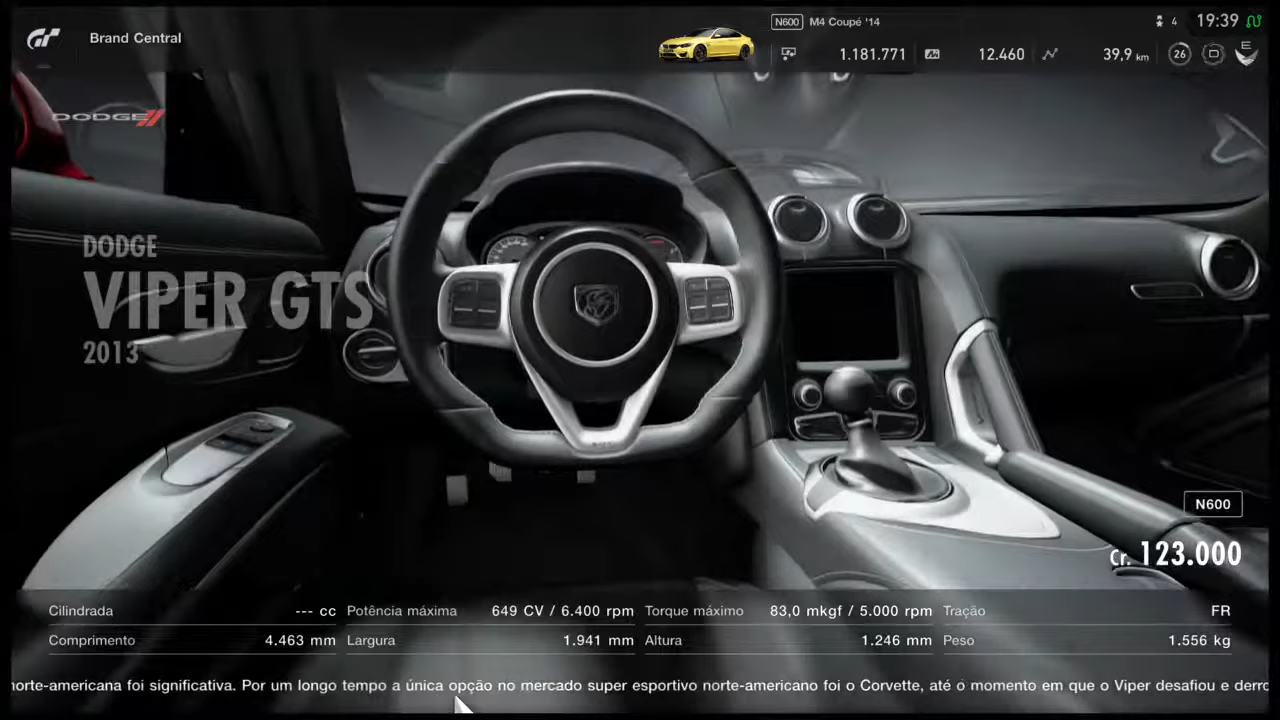 Brand Central
N600 M4 Coupé '14
4 19:39
1.181.771 12.460 39,9 km 26 E
DODGE
DODGE
VIPER GTS
2013
N600
Cr. 123.000
Cilindrada --- cc Potência máxima 649 CV / 6.400 rpm Torque máximo 83,0 mkgf / 5.000 rpm Tração FR
Comprimento 4.463 mm Largura 1.941 mm Altura 1.246 mm Peso 1.556 kg
norte-americana foi significativa. Por um longo tempo a única opção no mercado super esportivo norte-americano foi o Corvette, até o momento em que o Viper desafiou e derro